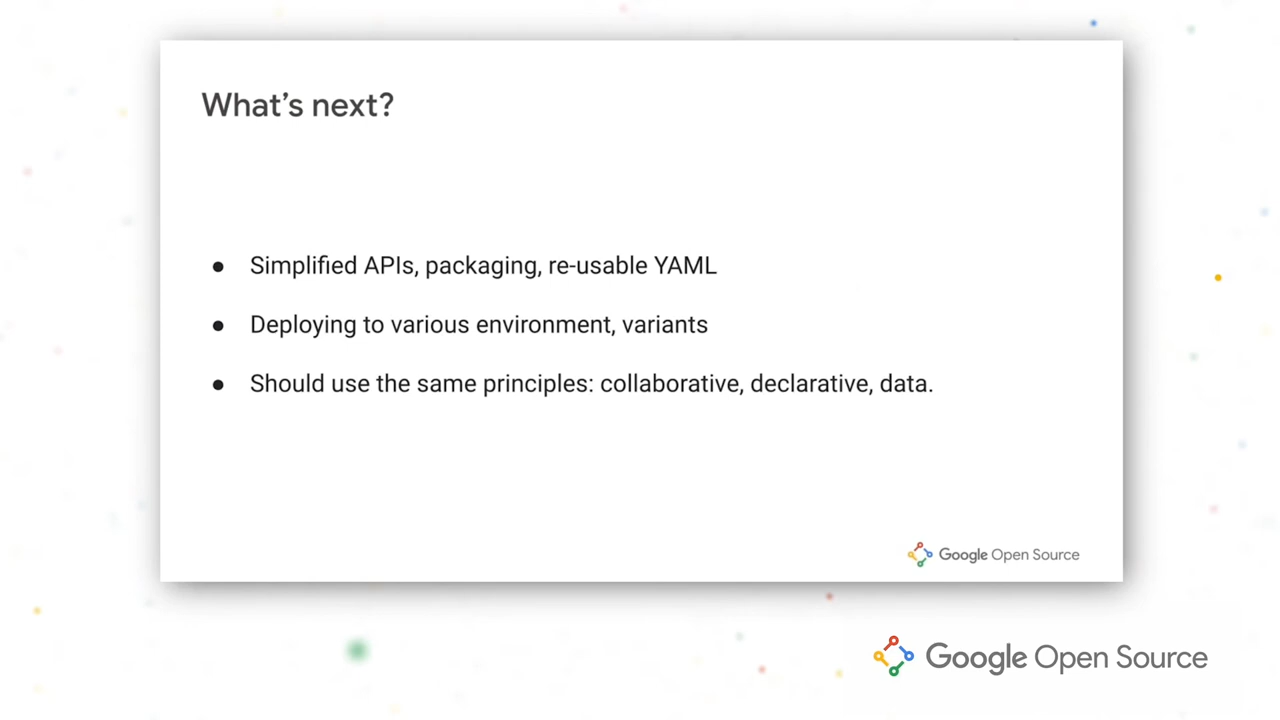 What's next?
● Simplified APIs, packaging, re-usable YAML
● Deploying to various environment, variants
● Should use the same principles: collaborative, declarative, data.
Google Open Source
Google Open Source